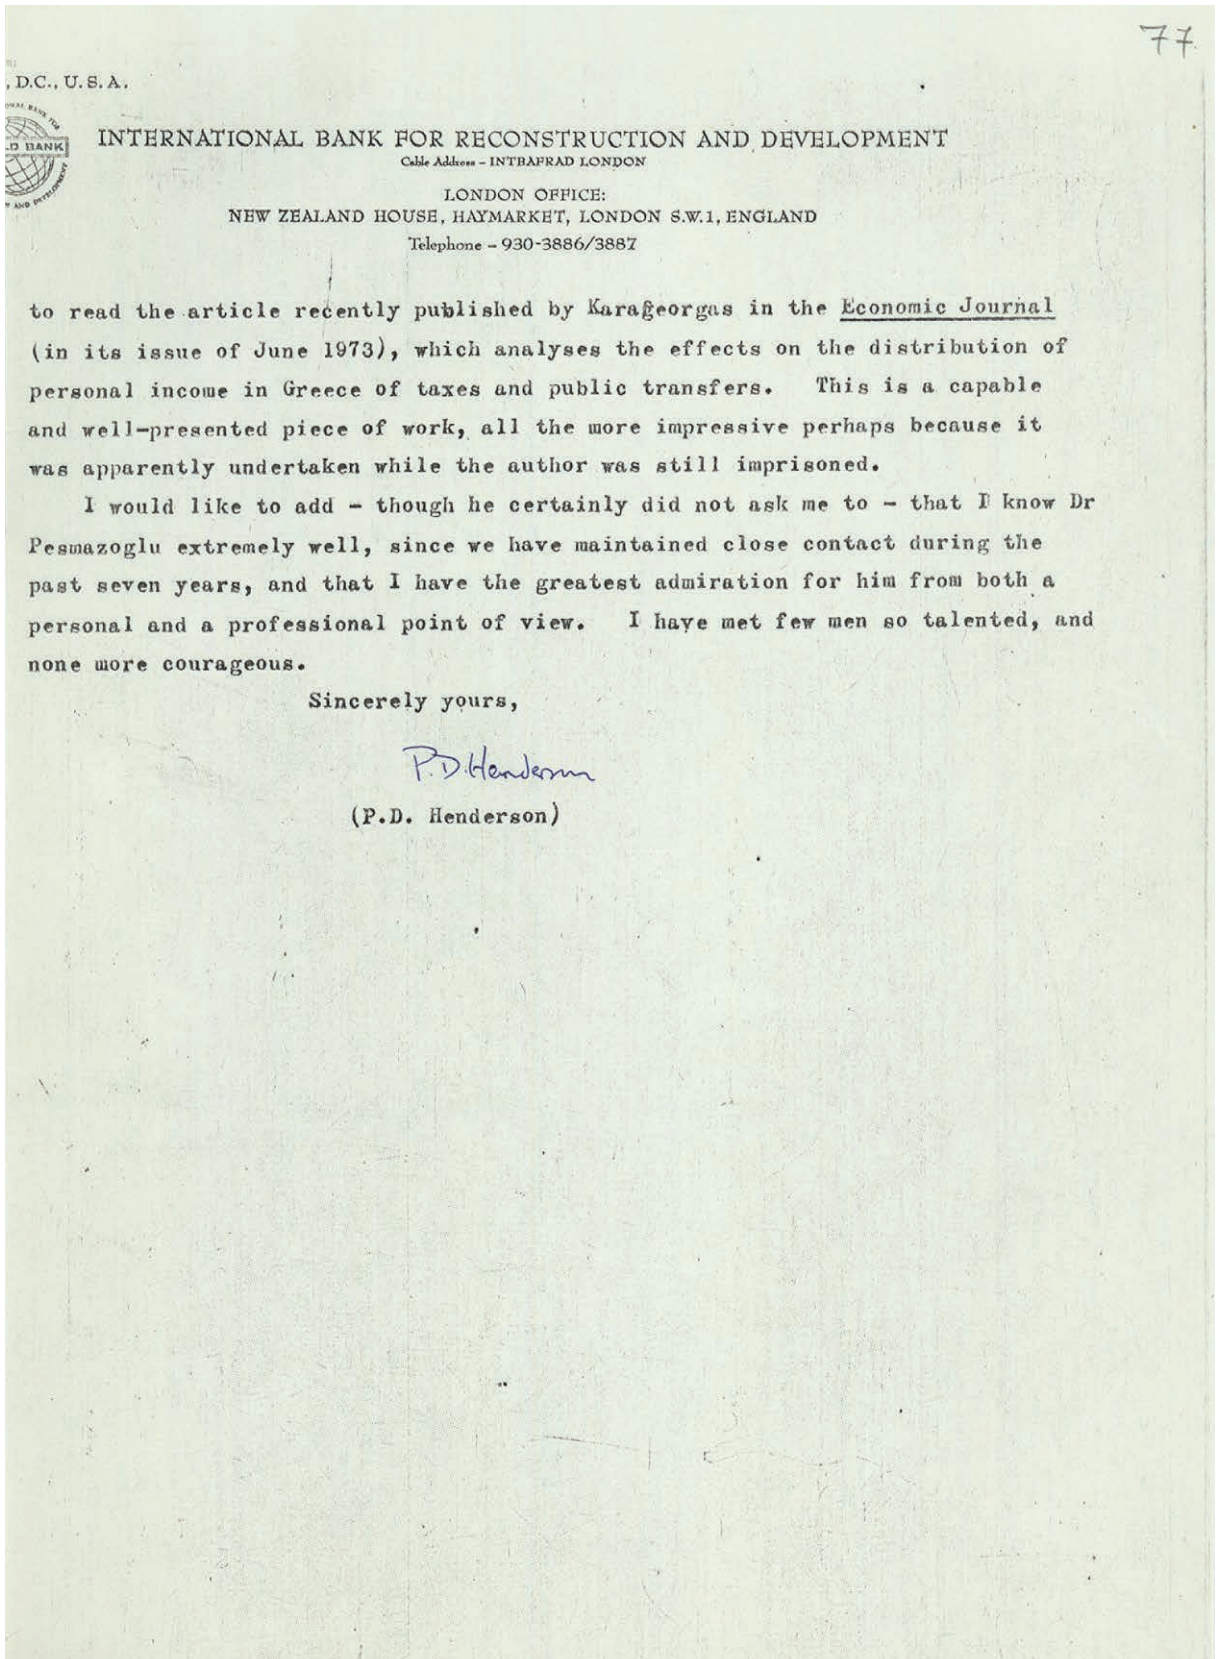 77
, D.C., U.S.A.
D BANK
INTERNATIONAL BANK FOR RECONSTRUCTION AND DEVELOPMENT
Cable Address – INTBAFRAD LONDON
LONDON OFFICE:
NEW ZEALAND HOUSE, HAYMARKET, LONDON S.W.1, ENGLAND
Telephone – 930-3886/3887
to read the article recently published by Karageorgas in the Economic Journal
(in its issue of June 1973), which analyses the effects on the distribution of
personal income in Greece of taxes and public transfers. This is a capable
and well-presented piece of work, all the more impressive perhaps because it
was apparently undertaken while the author was still imprisoned.
I would like to add – though he certainly did not ask me to – that I know Dr
Pesmazoglu extremely well, since we have maintained close contact during the
past seven years, and that I have the greatest admiration for him from both a
personal and a professional point of view. I have met few men so talented, and
none more courageous.
Sincerely yours,
P.D. Henderson
(P.D. Henderson)